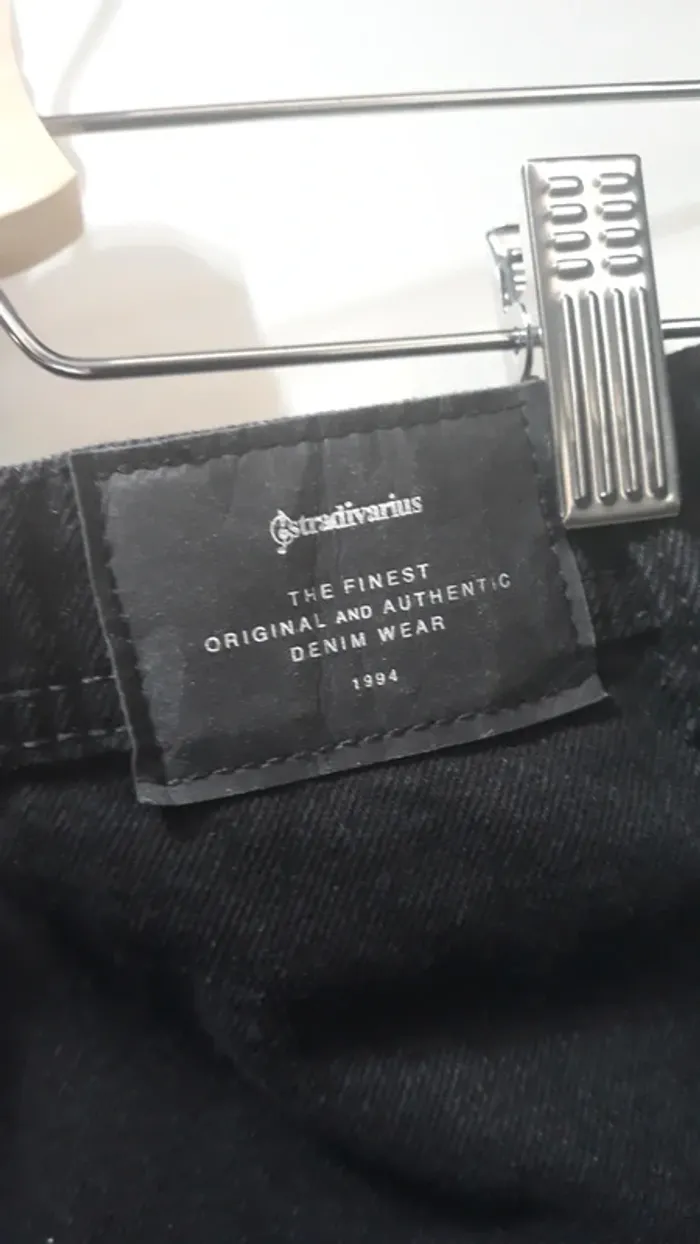 stradivarius
THE FINEST
ORIGINAL AND AUTHENTIC
DENIM WEAR
1994